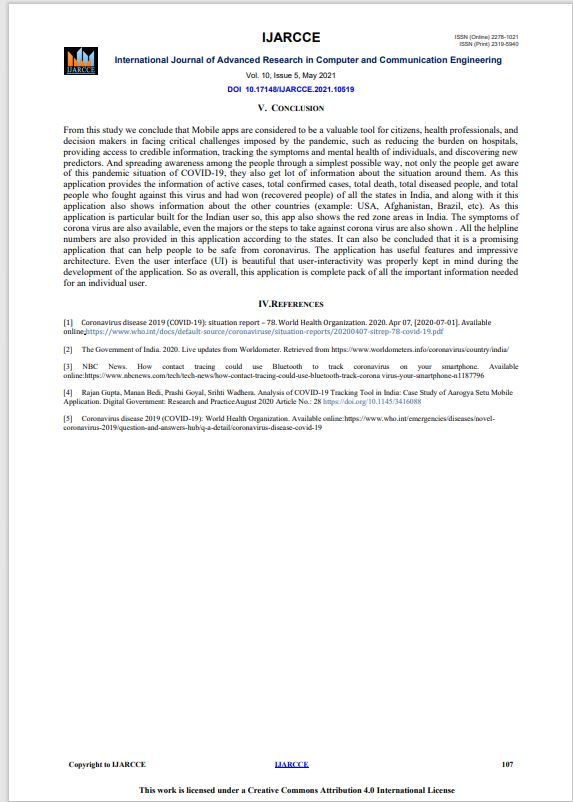 IJARCCE
ISSN (Online) 2278-1021
ISSN (Print) 2319-5940
IJARCCE
International Journal of Advanced Research in Computer and Communication Engineering
Vol. 10, Issue 5, May 2021
DOI 10.17148/IJARCCE.2021.10519
V. CONCLUSION
From this study we conclude that Mobile apps are considered to be a valuable tool for citizens, health professionals, and
decision makers in facing critical challenges imposed by the pandemic, such as reducing the burden on hospitals,
providing access to credible information, tracking the symptoms and mental health of individuals, and discovering new
predictors. And spreading awareness among the people through a simplest possible way, not only the people get aware
of this pandemic situation of COVID-19, they also get lot of information about the situation around them. As this
application provides the information of active cases, total confirmed cases, total death, total diseased people, and total
people who fought against this virus and had won (recovered people) of all the states in India, and along with it this
application also shows information about the other countries (example: USA, Afghanistan, Brazil, etc). As this
application is particular built for the Indian user so, this app also shows the red zone areas in India. The symptoms of
corona virus are also available, even the majors or the steps to take against corona virus are also shown . All the helpline
numbers are also provided in this application according to the states. It can also be concluded that it is a promising
application that can help people to be safe from coronavirus. The application has useful features and impressive
architecture. Even the user interface (UI) is beautiful that user-interactivity was properly kept in mind during the
development of the application. So as overall, this application is complete pack of all the important information needed
for an individual user.
IV.REFERENCES
[1] Coronavirus disease 2019 (COVID-19): situation report – 78. World Health Organization. 2020. Apr 07, [2020-07-01]. Available
online:https://www.who.int/docs/default-source/coronaviruse/situation-reports/20200407-sitrep-78-covid-19.pdf
[2] The Government of India. 2020. Live updates from Worldometer. Retrieved from https://www.worldometers.info/coronavirus/country/india/
[3] NBC News. How contact tracing could use Bluetooth to track coronavirus on your smartphone. Available
online:https://www.nbcnews.com/tech/tech-news/how-contact-tracing-could-use-bluetooth-track-corona virus-your-smartphone-n1187796
[4] Rajan Gupta, Manan Bedi, Prashi Goyal, Srihti Wadhera. Analysis of COVID-19 Tracking Tool in India: Case Study of Aarogya Setu Mobile
Application. Digital Government: Research and PracticeAugust 2020 Article No.: 28 https://doi.org/10.1145/3416088
[5] Coronavirus disease 2019 (COVID-19): World Health Organization. Available online:https://www.who.int/emergencies/diseases/novel-
coronavirus-2019/question-and-answers-hub/q-a-detail/coronavirus-disease-covid-19
Copyright to IJARCCE
IJARCCE
107
This work is licensed under a Creative Commons Attribution 4.0 International License